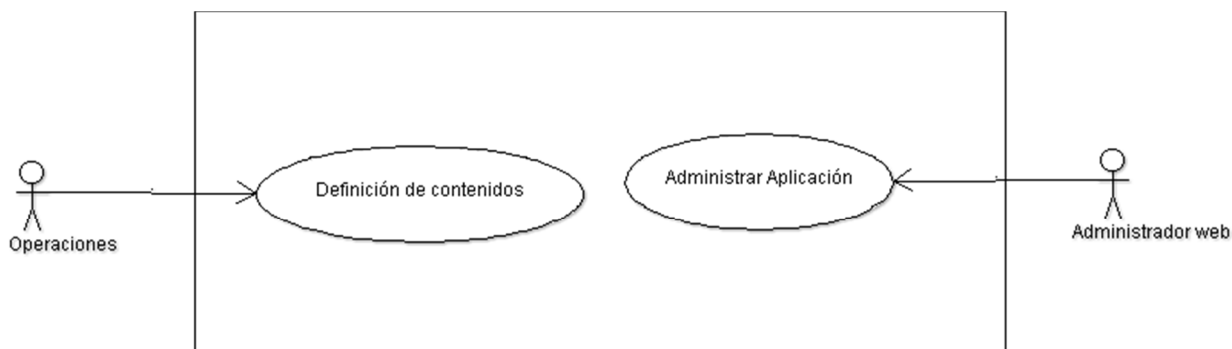 Definición de contenidos
Administrar Aplicación
Operaciones
Administrador web